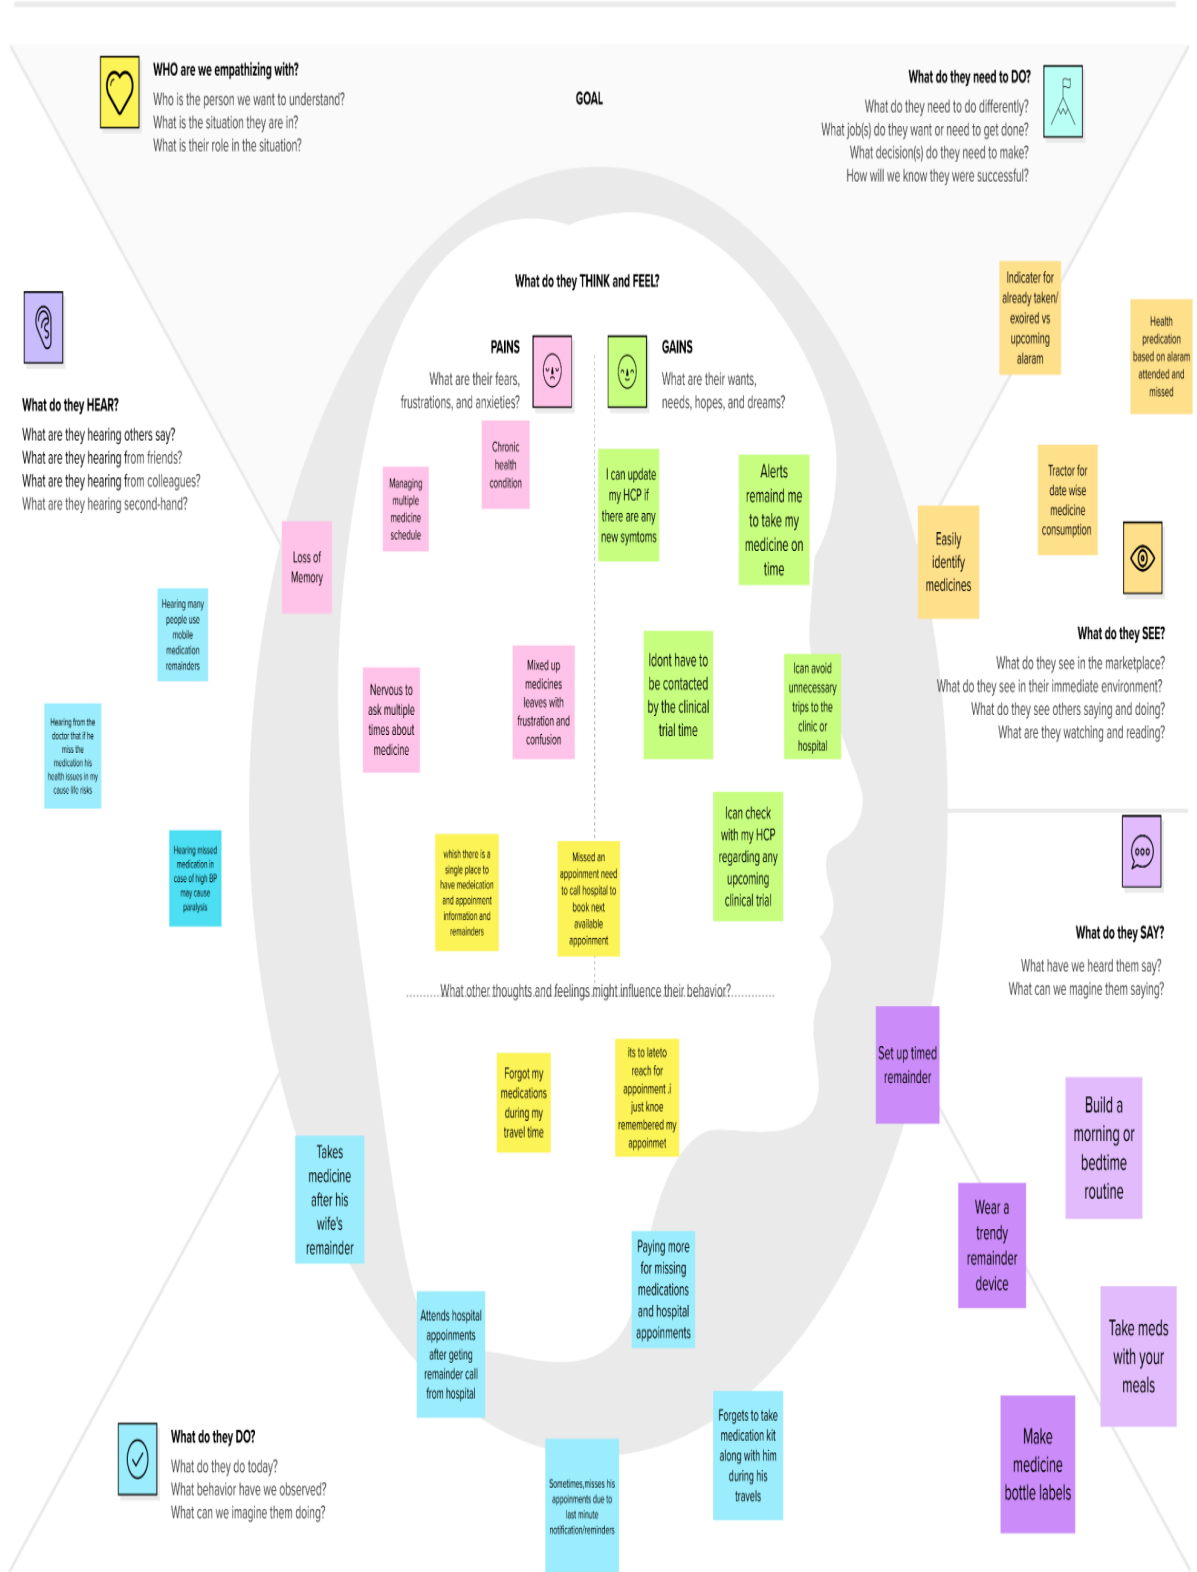 WHO are we empathizing with?
Who is the person we want to understand?
What is the situation they are in?
What is their role in the situation?
GOAL
What do they need to DO?
What do they need to do differently?
What job(s) do they want or need to get done?
What decision(s) do they need to make?
How will we know they were successful?
What do they HEAR?
What are they hearing others say?
What are they hearing from friends?
What are they hearing from colleagues?
What are they hearing second-hand?
Hearing many
people use
mobile
medication
remainders
Hearing from the
doctor that if he
miss the
medication his
health issues in my
cause life risks
Hearing missed
medication in
case of high BP
may cause
paralysis
What do they THINK and FEEL?
PAINS
What are their fears,
frustrations, and anxieties?
Chronic
health
condition
Managing
multiple
medicine
schedule
Loss of
Memory
Nervous to
ask multiple
times about
medicine
Mixed up
medicines
leaves with
frustration and
confusion
GAINS
What are their wants,
needs, hopes, and dreams?
I can update
my HCP if
there are any
new symtoms
Alerts
remaind me
to take my
medicine on
time
Idont have to
be contacted
by the clinical
trial time
Ican avoid
unnecessary
trips to the
clinic or
hospital
Ican check
with my HCP
regarding any
upcoming
clinical trial
whish there is a
single place to
have medeication
and appoinment
information and
remainders
Missed an
appoinment need
to call hospital to
book next
available
appoinment
What other thoughts and feelings might influence their behavior?
Forgot my
medications
during my
travel time
its to lateto
reach for
appoinment .i
just knoe
remembered my
appoinmet
Indicater for
already taken/
exoired vs
upcoming
alaram
Health
predication
based on alaram
attended and
missed
Tractor for
date wise
medicine
consumption
Easily
identify
medicines
What do they SEE?
What do they see in the marketplace?
What do they see in their immediate environment?
What do they see others saying and doing?
What are they watching and reading?
What do they SAY?
What have we heard them say?
What can we magine them saying?
Set up timed
remainder
Build a
morning or
bedtime
routine
Wear a
trendy
remainder
device
Take meds
with your
meals
Make
medicine
bottle labels
Takes
medicine
after his
wife's
remainder
Attends hospital
appoinments
after geting
remainder call
from hospital
Paying more
for missing
medications
and hospital
appoinments
Forgets to take
medication kit
along with him
during his
travels
Sometimes,misses his
appoinments due to
last minute
notification/reminders
What do they DO?
What do they do today?
What behavior have we observed?
What can we imagine them doing?